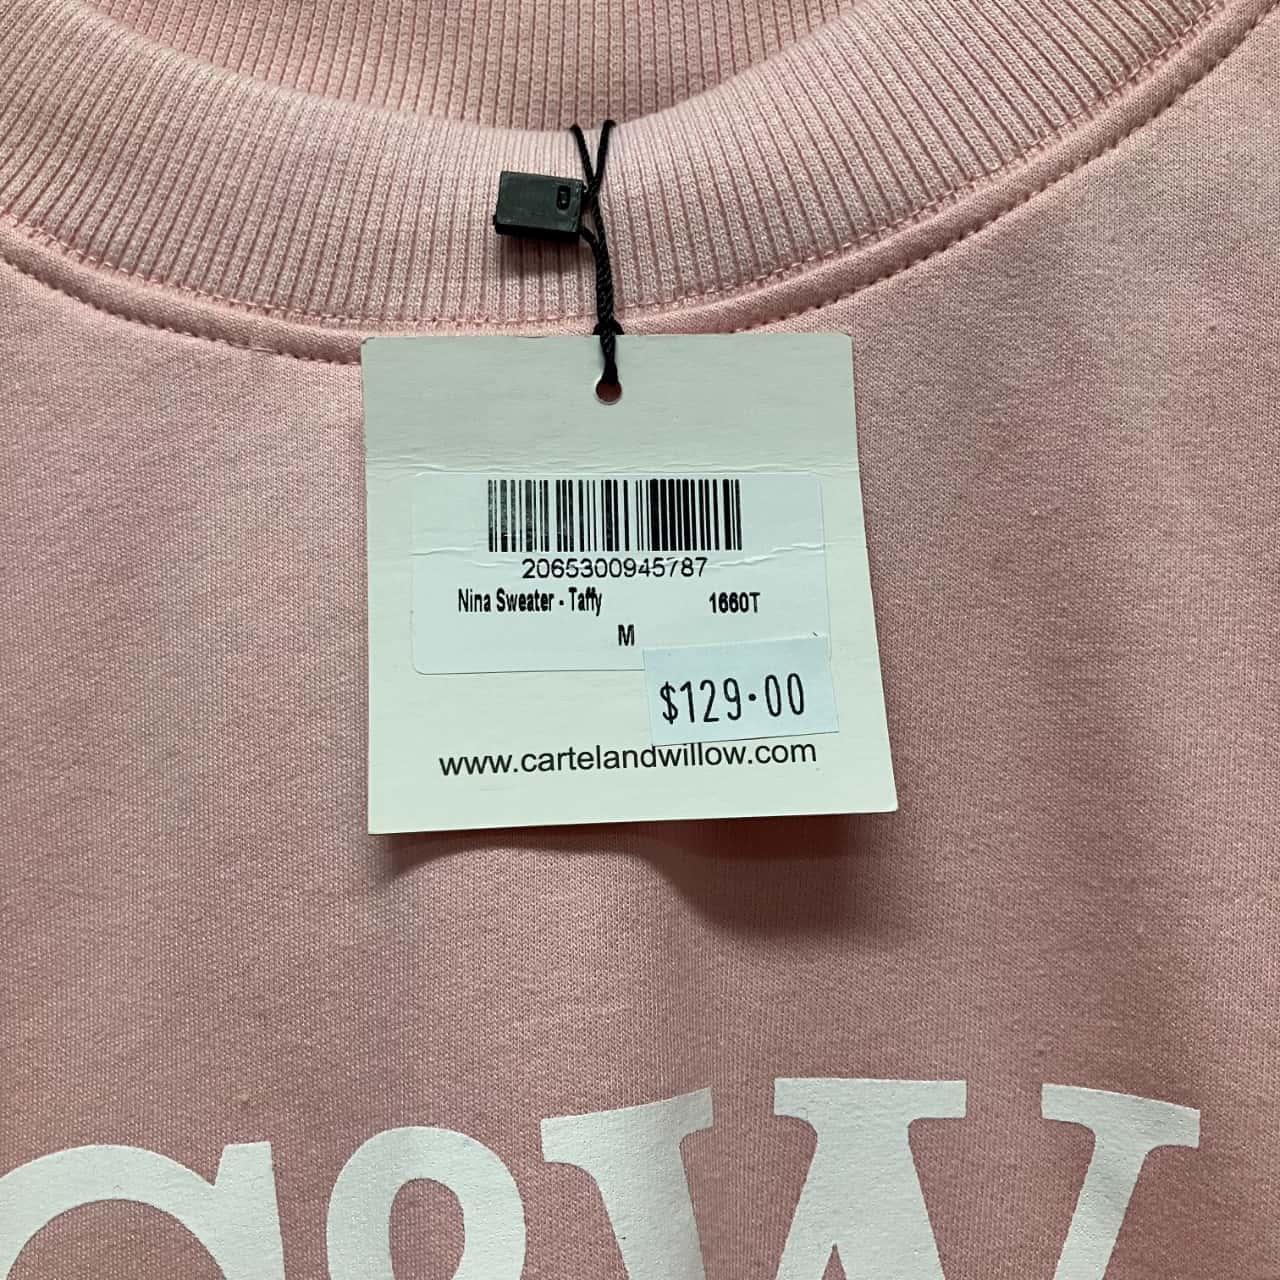 2065300945787
Nina Sweater - Taffy 1660T
M
$129.00
www.cartelandwillow.com
C&W